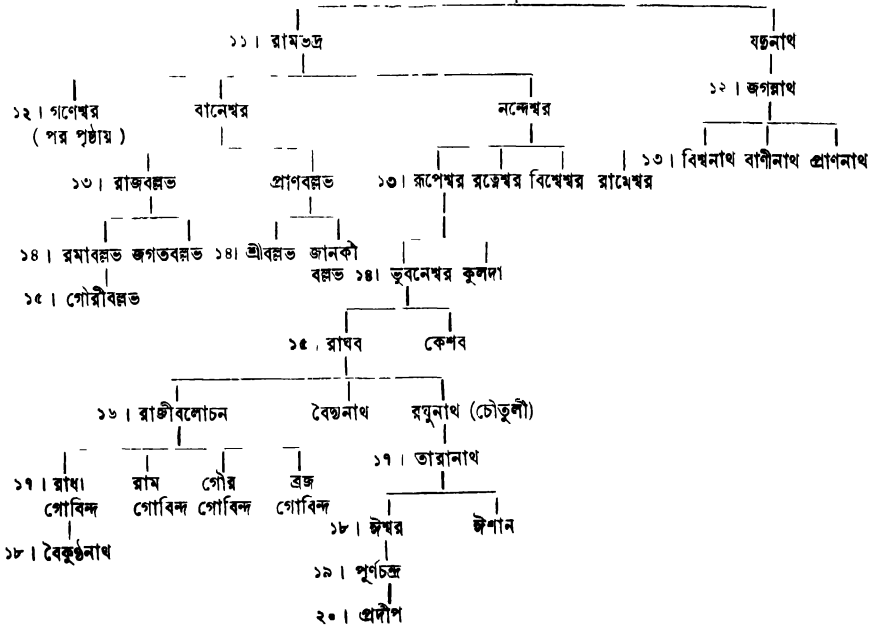 ১১। রামভদ্র যদুনাথ
১২। জগন্নাথ
১২। গণেশ্বর বানেশ্বর নন্দেশ্বর
( পর পৃষ্ঠায় )
১৩। বিশ্বনাথ বাণীনাথ প্রাণনাথ
১৩। রাজবল্লভ প্রাণবল্লভ ১৩। রূপেশ্বর রত্নেশ্বর বিশ্বেশ্বর রামেশ্বর
১৪। রমাবল্লভ জগতবল্লভ ১৪। শ্রীবল্লভ জানকী
বল্লভ ১৪। ভুবনেশ্বর কুলদা
১৫। গৌরীবল্লভ
১৫. রাঘব কেশব
১৬। রাজীবলোচন বৈদ্যনাথ রঘুনাথ (চৌতুলী)
১৭। তারানাথ
১৭। রাধা রাম গৌর ব্রজ
গোবিন্দ গোবিন্দ গোবিন্দ গোবিন্দ
১৮। ঈশ্বর ঈশান
১৮। বৈকুণ্ঠনাথ
১৯। পূর্ণচন্দ্র
২০। প্রদীপ